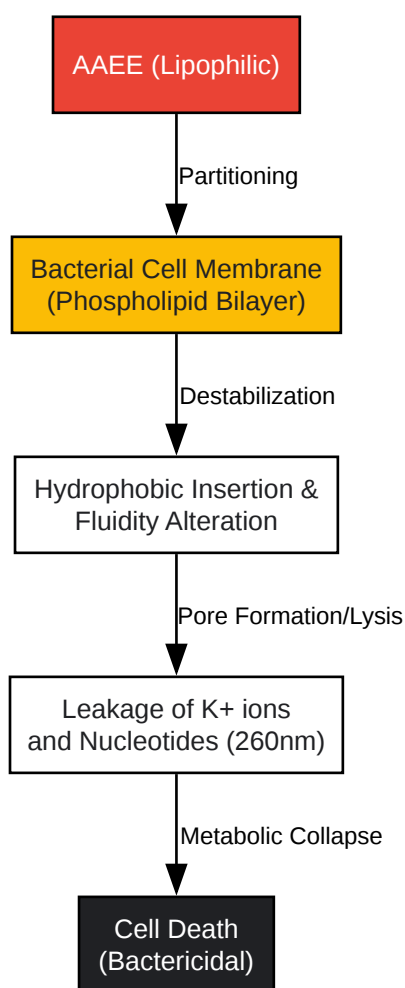 AAEE (Lipophilic)
Partitioning
Bacterial Cell Membrane
(Phospholipid Bilayer)
Destabilization
Hydrophobic Insertion &
Fluidity Alteration
Pore Formation/Lysis
Leakage of K+ ions
and Nucleotides (260nm)
Metabolic Collapse
Cell Death
(Bactericidal)